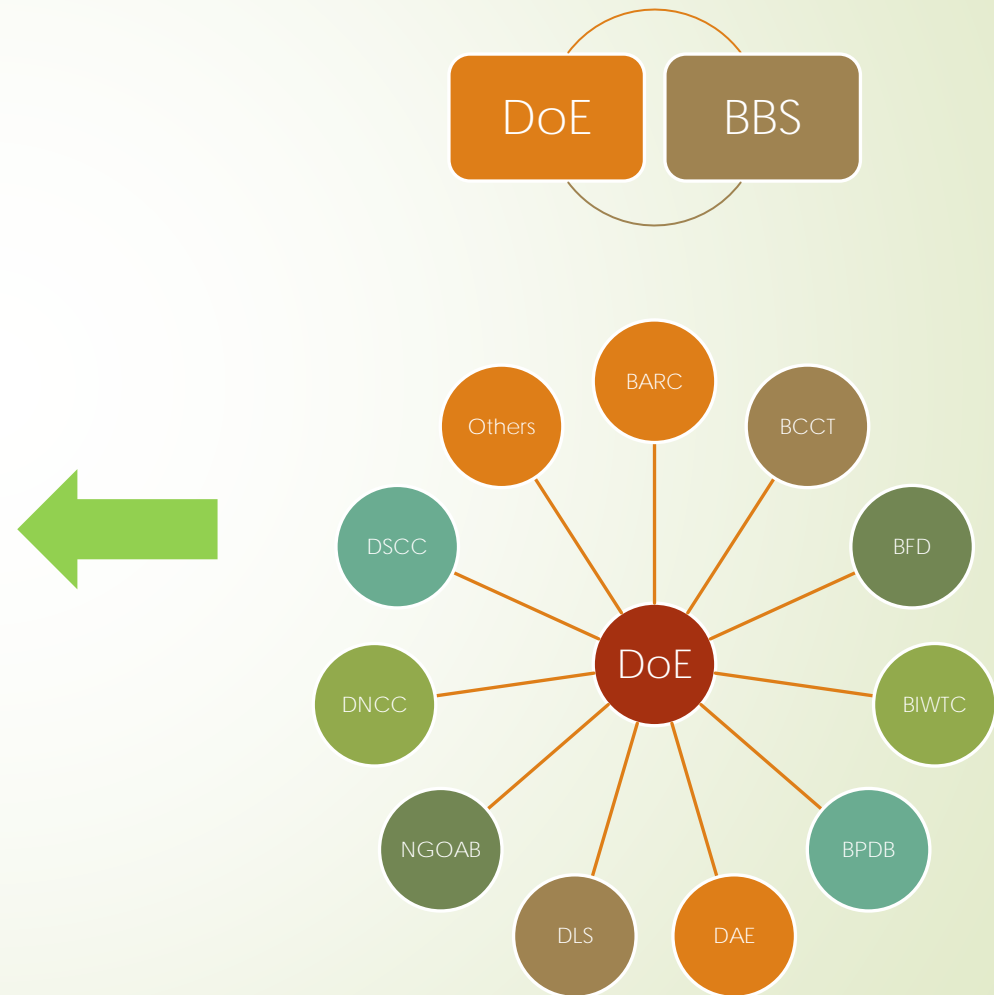 DoE
BBS
BARC
BCCT
BFD
BIWTC
BPDB
DAE
DLS
NGOAB
DNCC
DSCC
Others
DoE